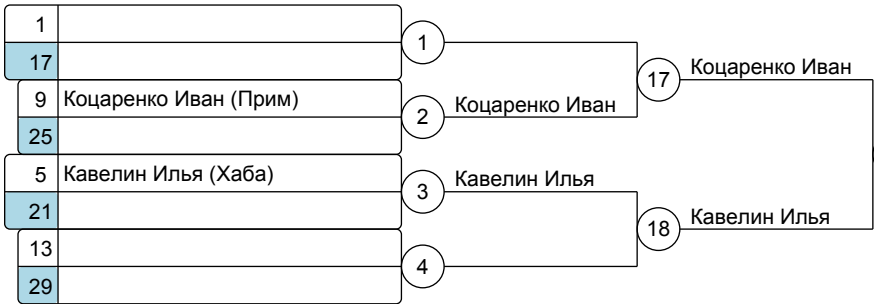 1
1
17
17 Коцаренко Иван
9 Коцаренко Иван (Прим)
2 Коцаренко Иван
25
5 Кавелин Илья (Хаба)
3 Кавелин Илья
21
18 Кавелин Илья
13
4
29